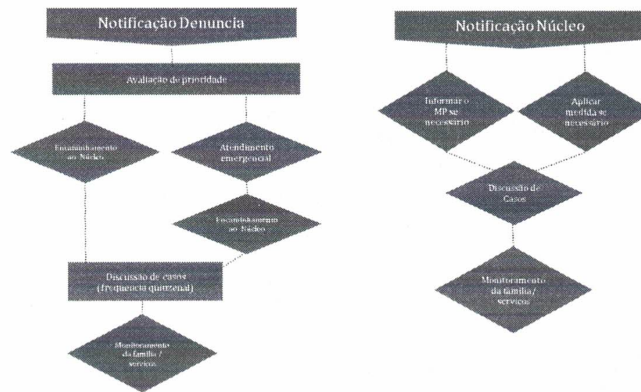 Notificação Denuncia
Avaliação de prioridade
Encaminhamento
ao Núcleo
Atendimento
emergencial
Encaminhamento
ao Núcleo
Discussão de casos
(frequencia quinzenal)
Monitoramento
da família /
serviços
Notificação Núcleo
Informar o
MP se
necessário
Aplicar
medida se
necessário
Discussão de
Casos
Monitoramento
da família /
serviços